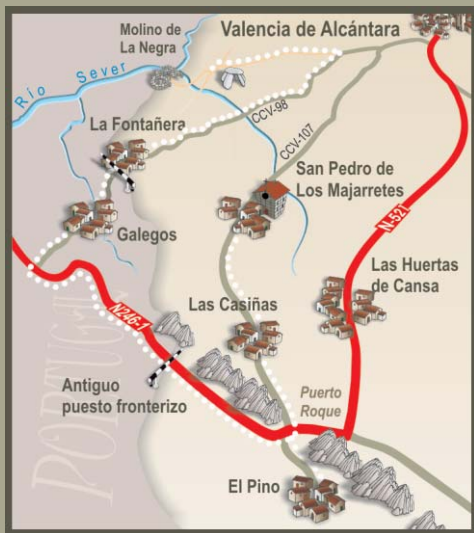 Molino de
La Negra
Valencia de Alcántara
Río Sever
La Fontañera
CCV-98
CCV-107
San Pedro de
Los Majarretes
Galegos
N-521
Las Huertas
de Cansa
N246-1
Las Casiñas
PORTUGAL
Antiguo
puesto fronterizo
Puerto
Roque
El Pino